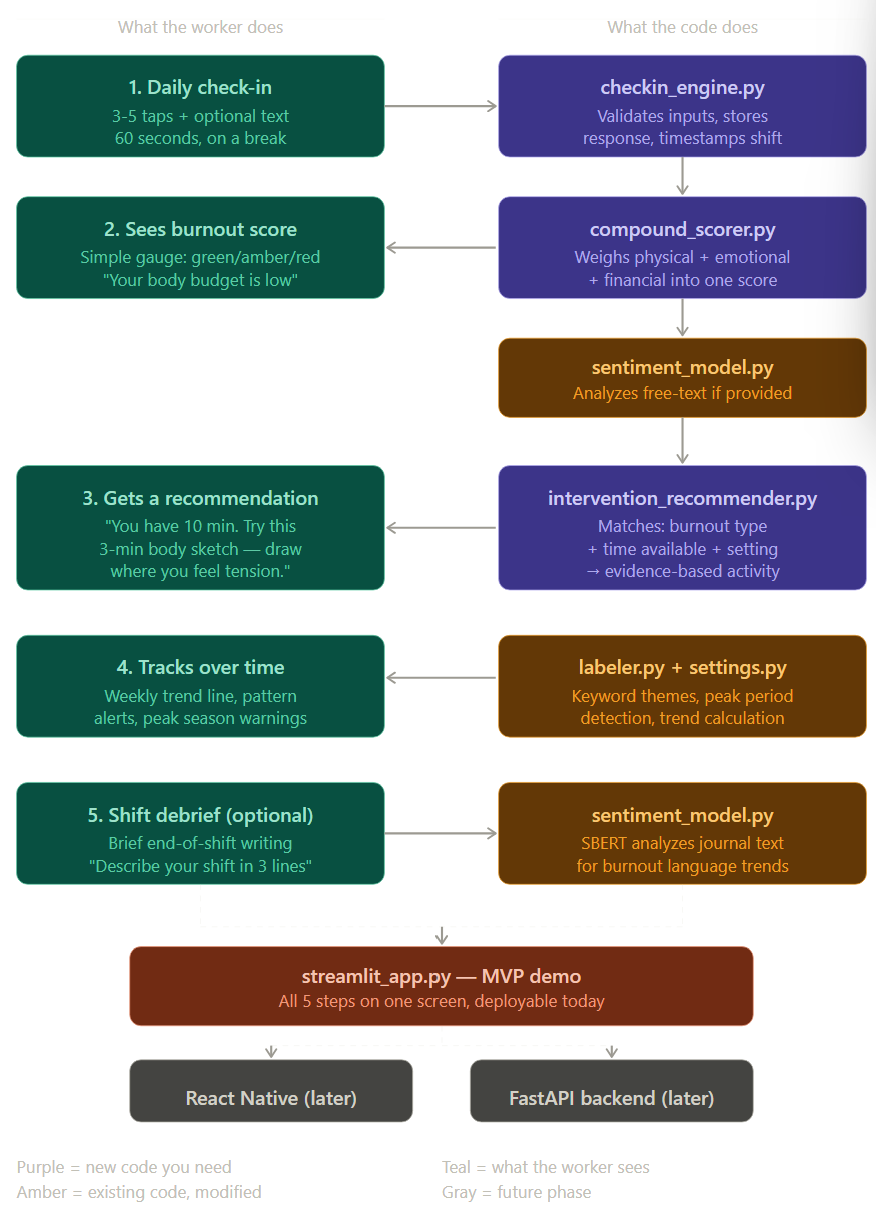 What the worker does
What the code does
1. Daily check-in
3-5 taps + optional text
60 seconds, on a break
checkin_engine.py
Validates inputs, stores
response, timestamps shift
2. Sees burnout score
Simple gauge: green/amber/red
"Your body budget is low"
compound_scorer.py
Weighs physical + emotional
+ financial into one score
sentiment_model.py
Analyzes free-text if provided
3. Gets a recommendation
"You have 10 min. Try this
3-min body sketch — draw
where you feel tension."
intervention_recommender.py
Matches: burnout type
+ time available + setting
→ evidence-based activity
4. Tracks over time
Weekly trend line, pattern
alerts, peak season warnings
labeler.py + settings.py
Keyword themes, peak period
detection, trend calculation
5. Shift debrief (optional)
Brief end-of-shift writing
"Describe your shift in 3 lines"
sentiment_model.py
SBERT analyzes journal text
for burnout language trends
streamlit_app.py — MVP demo
All 5 steps on one screen, deployable today
React Native (later)
FastAPI backend (later)
Purple = new code you need
Teal = what the worker sees
Amber = existing code, modified
Gray = future phase